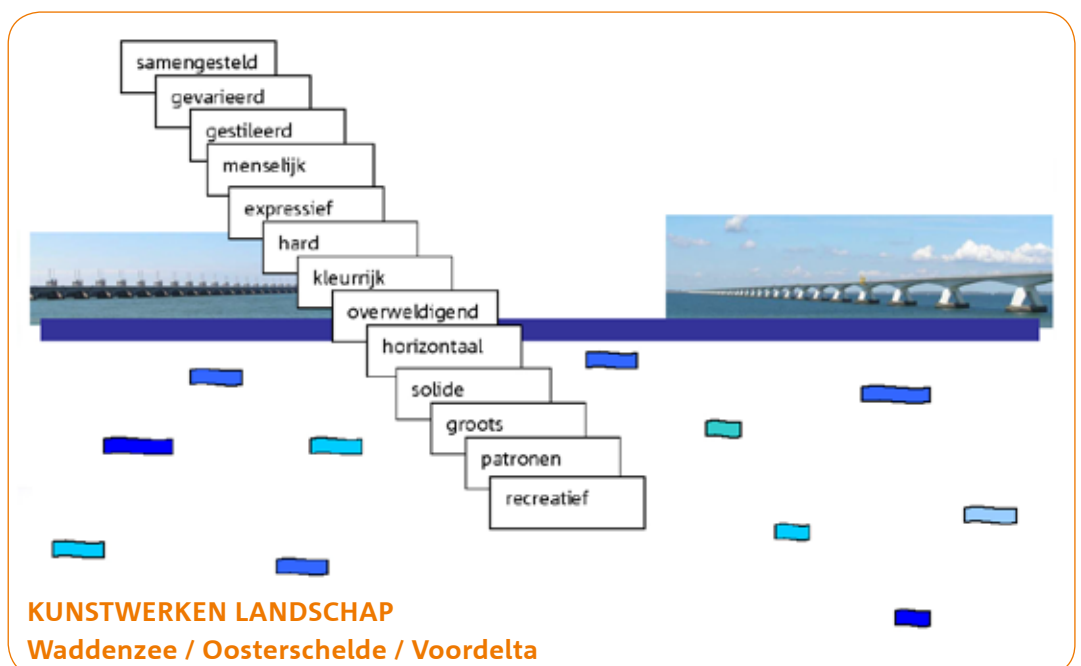 samengesteld
gevarieerd
gestileerd
menselijk
expressief
hard
kleurrijk
overweldigend
horizontaal
solide
groots
patronen
recreatief
KUNSTWERKEN LANDSCHAP
Waddenzee / Oosterschelde / Voordelta